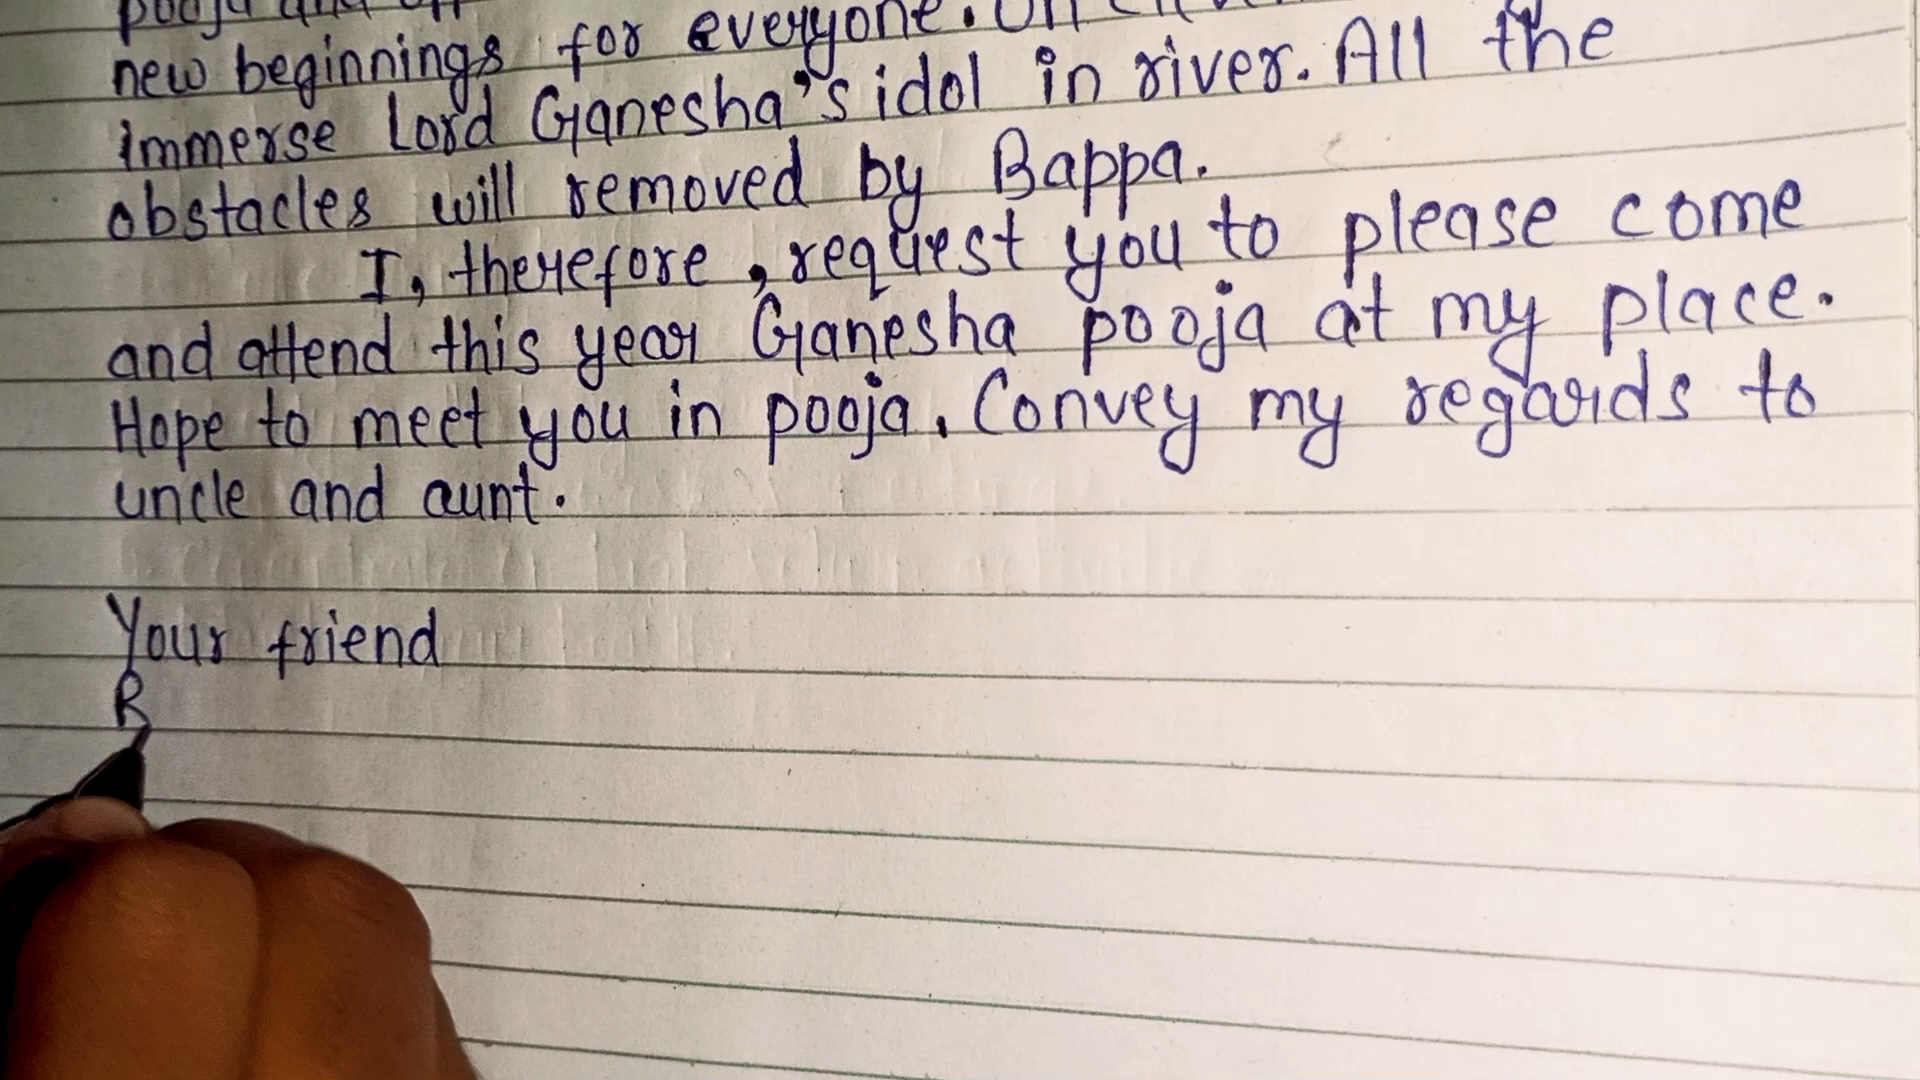 new beginnings for everyone.
immerse Lord Ganesha's idol in river. All the
obstacles will removed by Bappa.
I, therefore, request you to please come
and attend this year Ganesha pooja at my place.
Hope to meet you in pooja. Convey my regards to
uncle and aunt.
Your friend
R